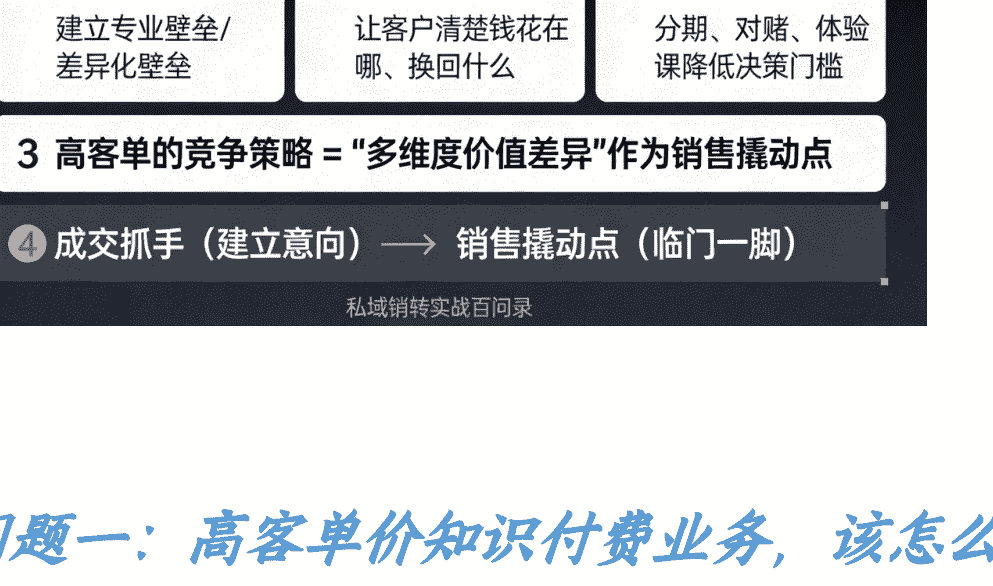 建立专业壁垒/
差异化壁垒
让客户清楚钱花在
哪、换回什么
分期、对赌、体验
课降低决策门槛
3 高客单的竞争策略 = “多维度价值差异”作为销售撬动点
4 成交抓手（建立意向）→ 销售撬动点（临门一脚）
私域销转实战百问录
题一：高客单价知识付费业务，该怎么